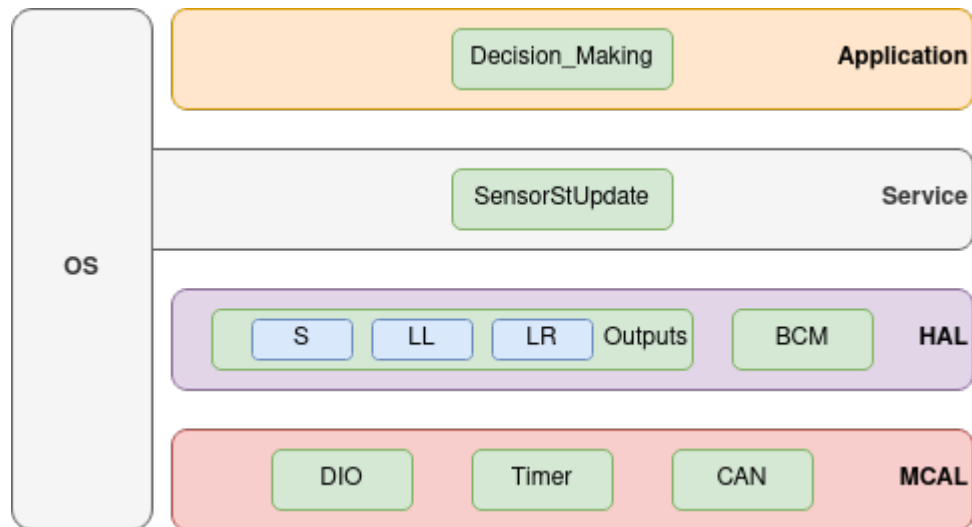 Decision_Making
Application
SensorStUpdate
Service
OS
S
LL
LR
Outputs
BCM
HAL
DIO
Timer
CAN
MCAL